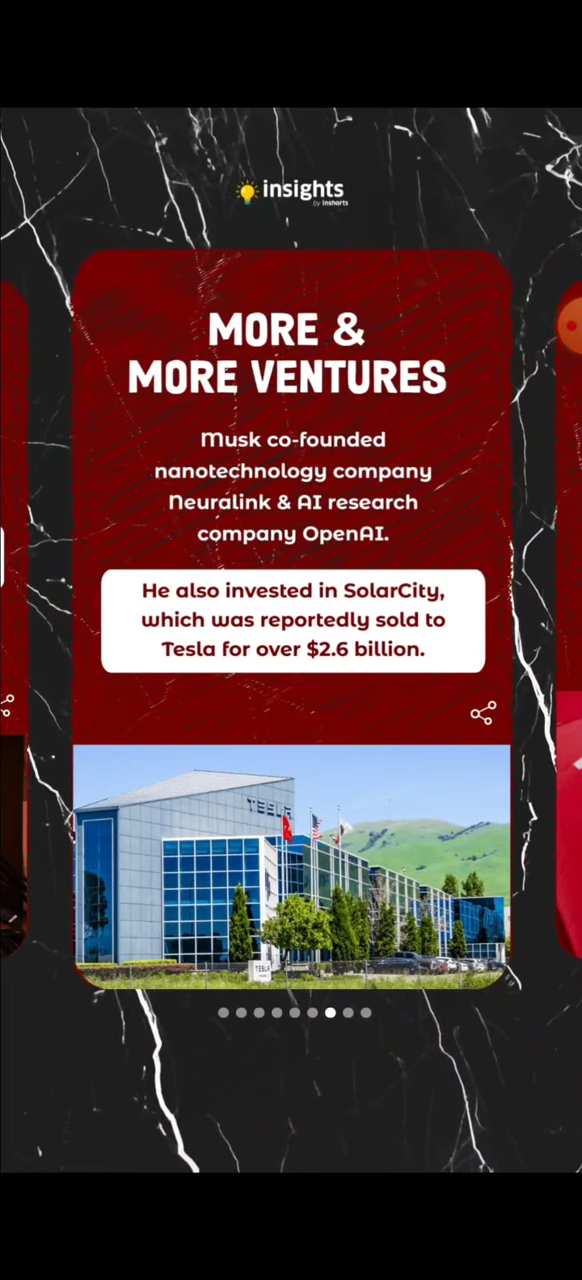 insights
by inshorts
MORE &
MORE VENTURES
Musk co-founded
nanotechnology company
Neuralink & AI research
company OpenAI.
He also invested in SolarCity,
which was reportedly sold to
Tesla for over $2.6 billion.
TESLA
TESLA